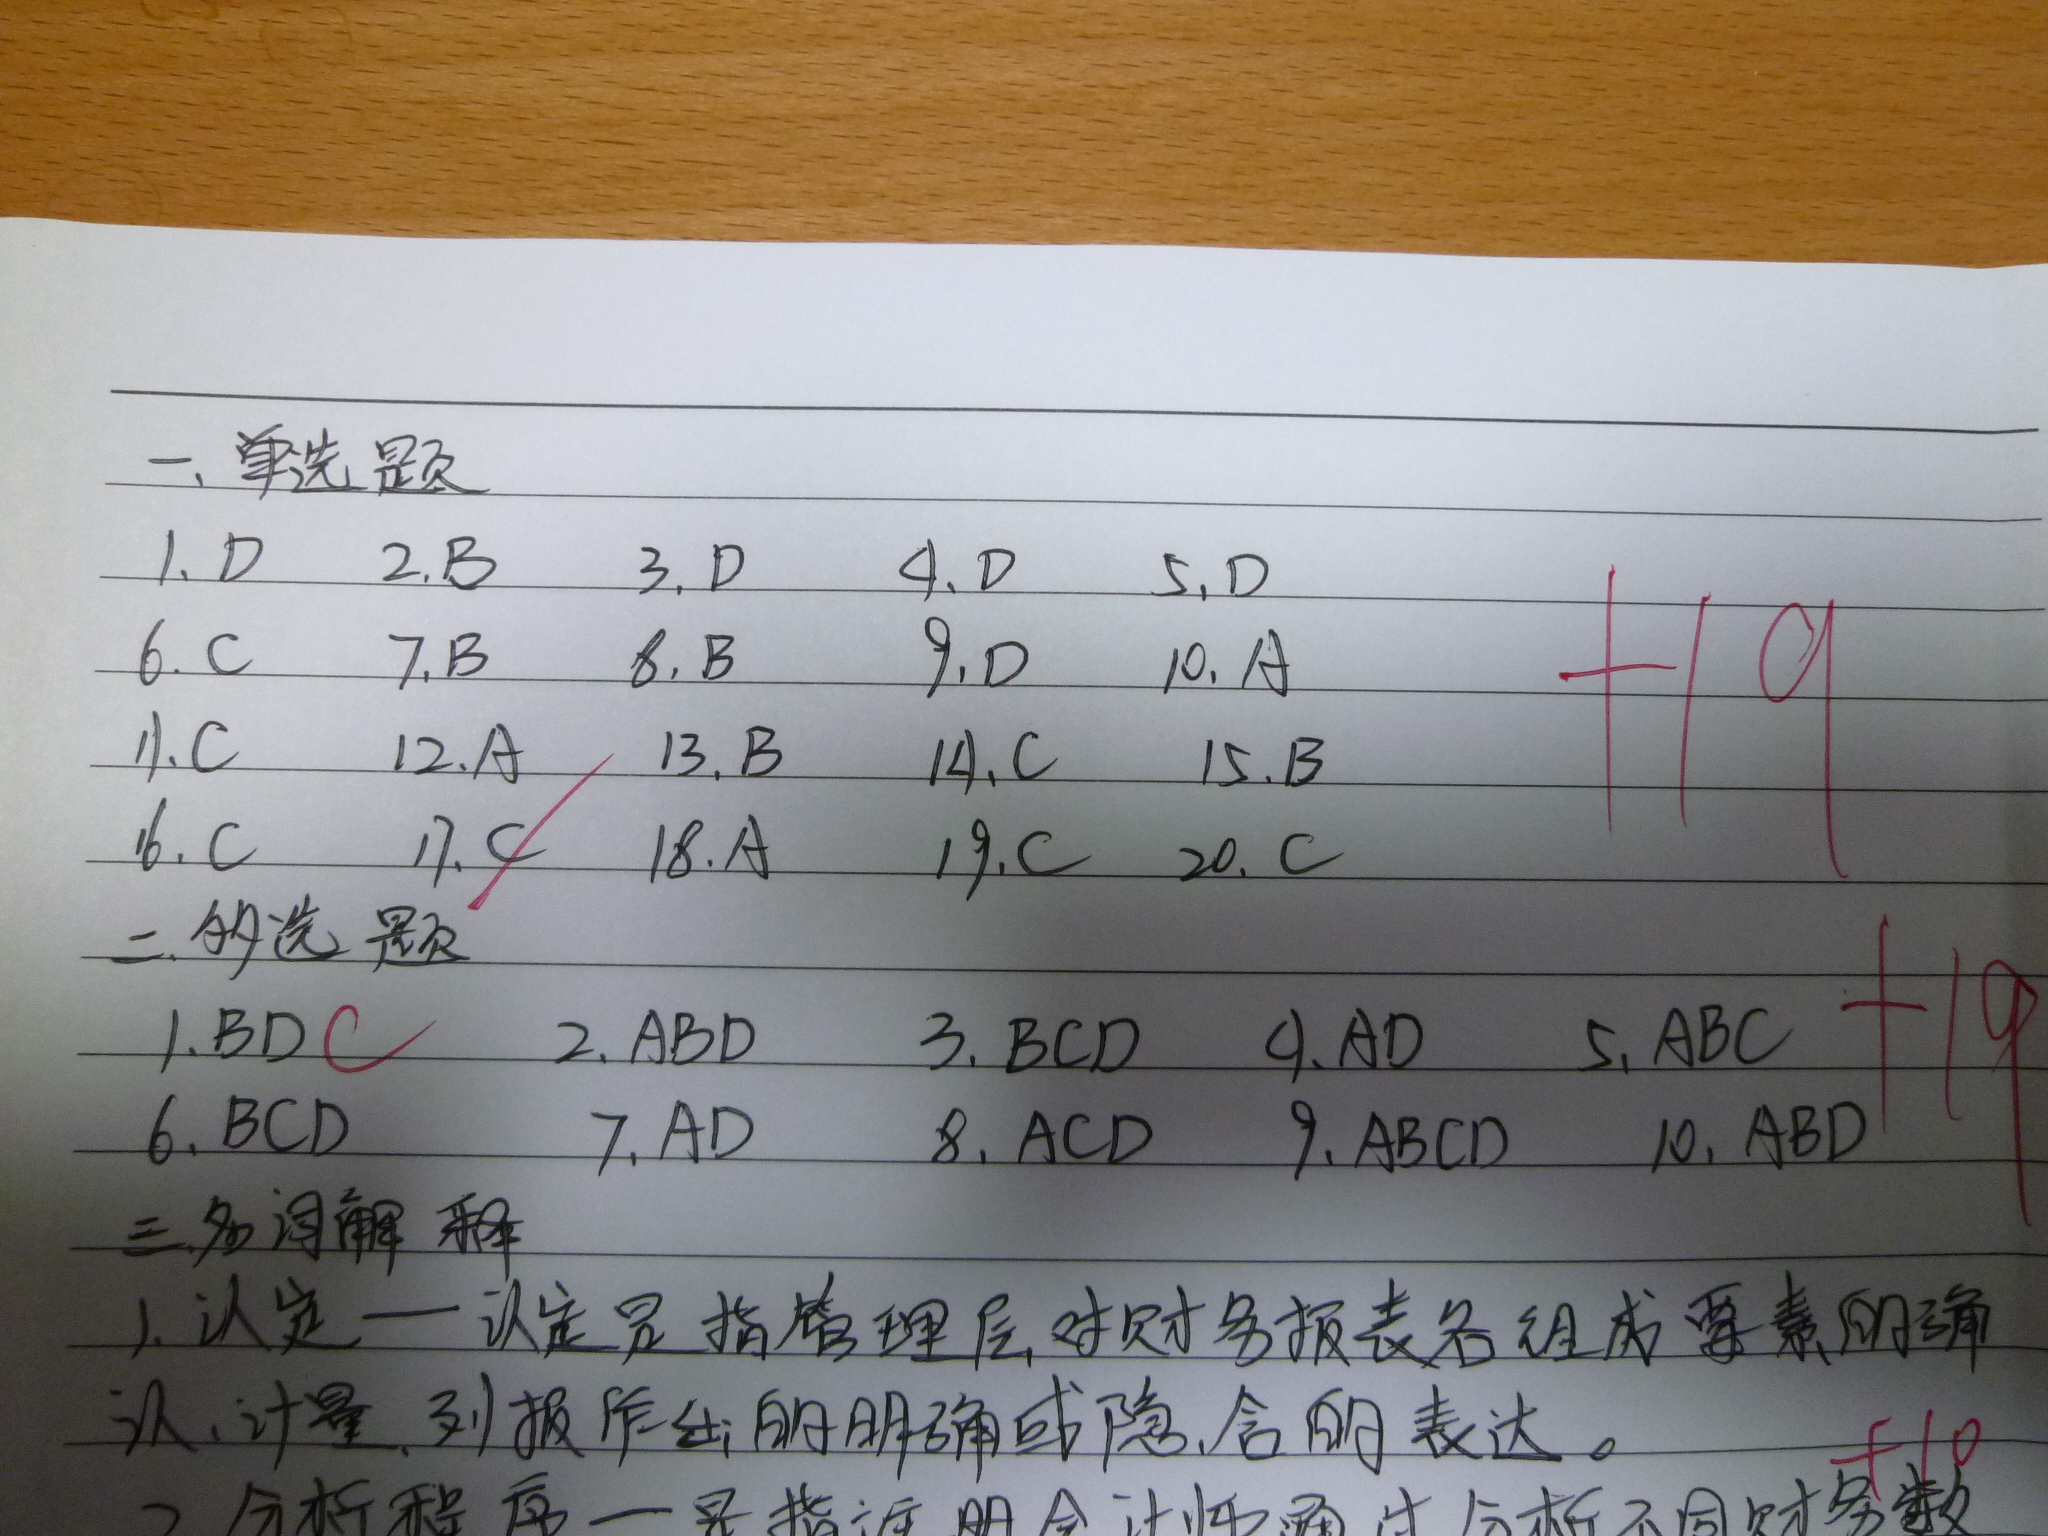 一、单选题
1. D 2. B 3. D 4. D 5. D
6. C 7. B 8. B 9. D 10. A
+19
11. C 12. A 13. B 14. C 15. B
16. C 17. C 18. A 19. C 20. C
二、多选题
1. BD C 2. ABD 3. BCD 4. AD 5. ABC
+19
6. BCD 7. AD 8. ACD 9. ABCD 10. ABD
三、名词解释
1. 认定——认定是指管理层对财务报表各组成要素的确
认、计量、列报作出的明确或隐含的表达。
+10
2. 分析程序—是指注册会计师通过分析不同财务数